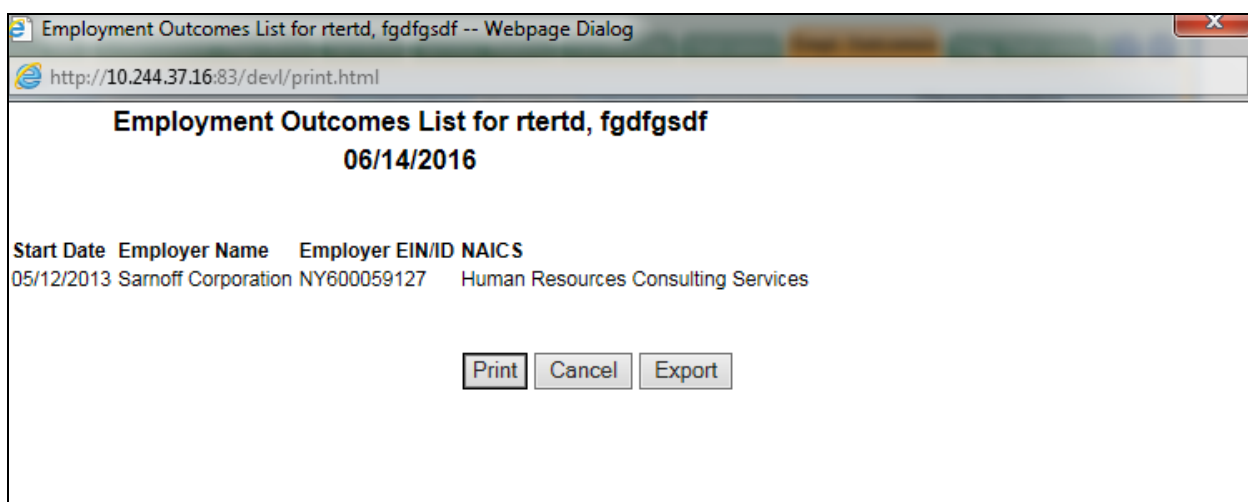 Employment Outcomes List for rtertd, fgdfgsdf -- Webpage Dialog
http://10.244.37.16:83/devl/print.html
Employment Outcomes List for rtertd, fgdfgsdf
06/14/2016
Start Date Employer Name Employer EIN/ID NAICS
05/12/2013 Sarnoff Corporation NY600059127 Human Resources Consulting Services
Print Cancel Export